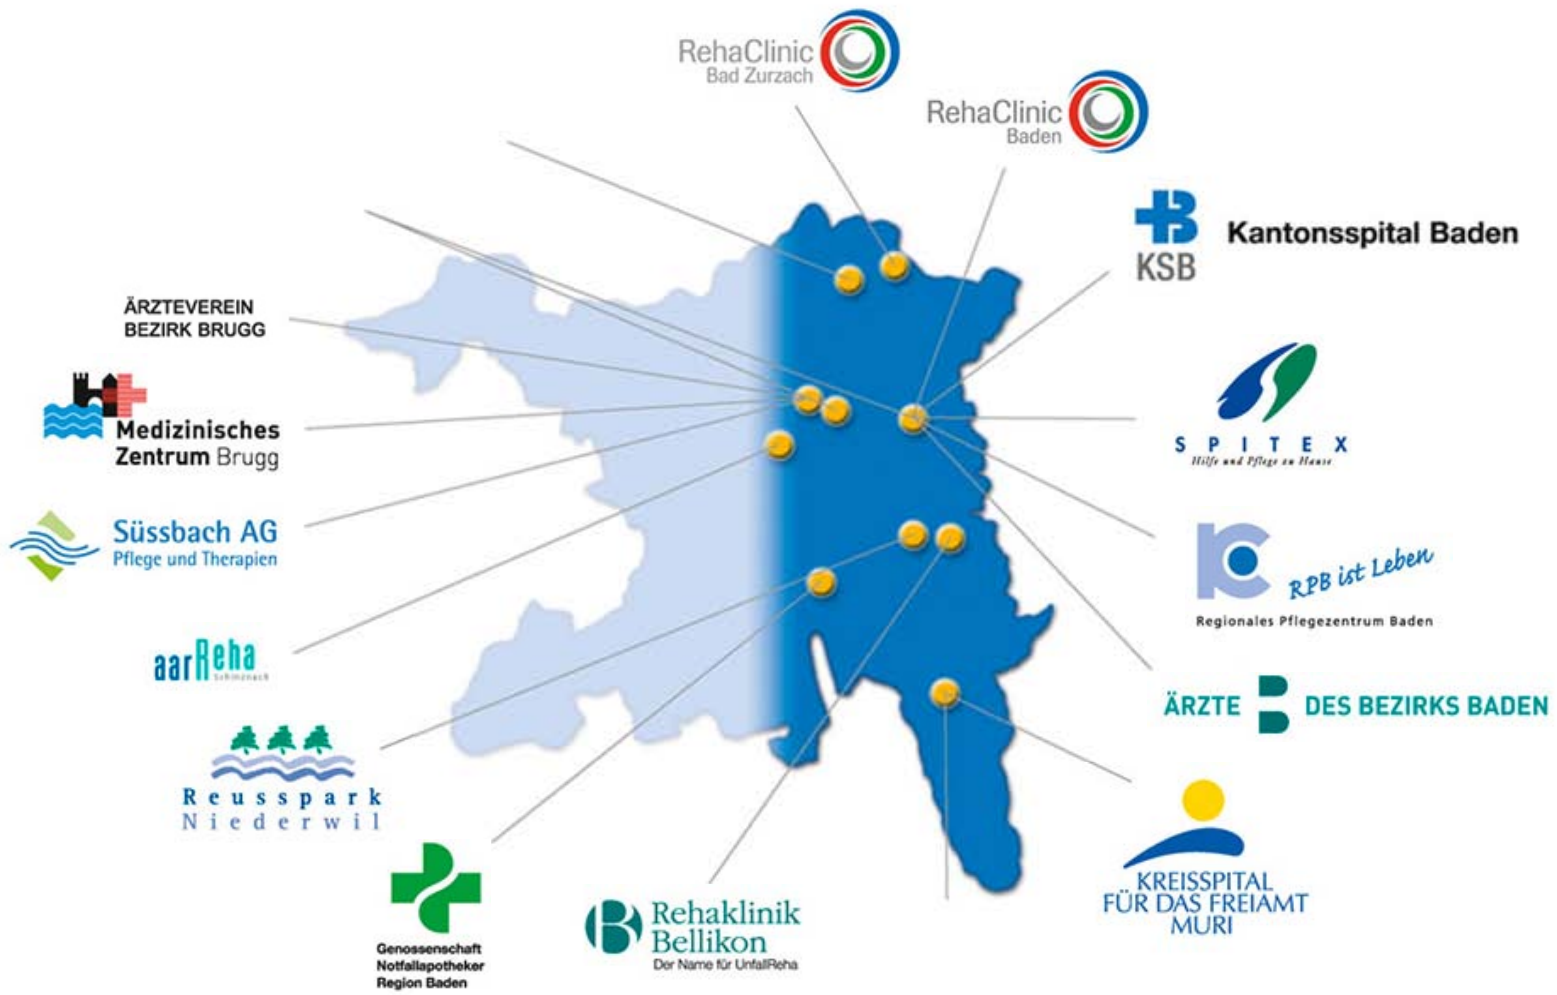 RehaClinic
Bad Zurzach
RehaClinic
Baden
KSB
Kantonsspital Baden
ÄRZTEVEREIN
BEZIRK BRUGG
Medizinisches
Zentrum Brugg
SPITEX
Hilfe und Pflege zu Hause
Süssbach AG
Pflege und Therapien
RPB ist Leben
Regionales Pflegezentrum Baden
aarReha
Schinznach
ÄRZTE DES BEZIRKS BADEN
Reusspark
Niederwil
KREISSPITAL
FÜR DAS FREIAMT
MURI
Genossenschaft
Notfallapotheker
Region Baden
Rehaklinik
Bellikon
Der Name für UnfallReha